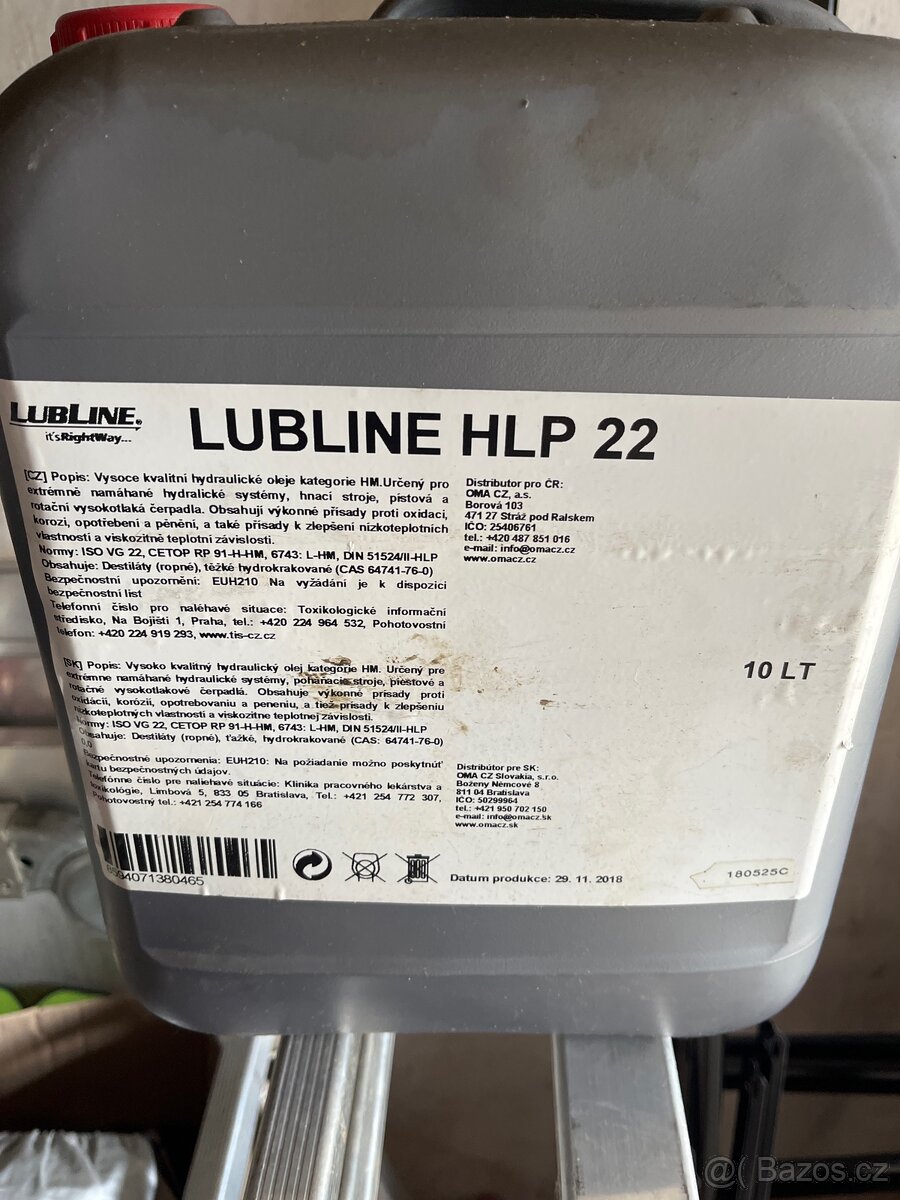 LUBLINE.
it'sRightWay...
LUBLINE HLP 22
[CZ] Popis: Vysoce kvalitní hydraulické oleje kategorie HM.Určený pro
extrémně namáhané hydralické systémy, hnací stroje, pístová a
rotační vysokotlaká čerpadla. Obsahují výkonné přísady proti oxidaci,
korozi, opotřebení a pěnění, a také přísady k zlepšení nízkoteplotních
vlastností a viskozitně teplotní závislosti.
Normy: ISO VG 22, CETOP RP 91-H-HM, 6743: L-HM, DIN 51524/II-HLP
Obsahuje: Destiláty (ropné), těžké hydrokrakované (CAS 64741-76-0)
Bezpečnostní upozornění: EUH210 Na vyžádání je k dispozici
bezpečnostní list
Telefonní číslo pro naléhavé situace: Toxikologické informační
středisko, Na Bojišti 1, Praha, tel.: +420 224 964 532, Pohotovostní
telefon: +420 224 919 293, www.tis-cz.cz
Distributor pro ČR:
OMA CZ, a.s.
Borová 103
471 27 Stráž pod Ralskem
IČO: 25406761
tel.: +420 487 851 016
e-mail: info@omacz.cz
www.omacz.cz
[SK] Popis: Vysoko kvalitný hydraulický olej kategorie HM. Určený pre
extrémne namáhané hydraulické systémy, poháňacie stroje, piestové a
rotačné vysokotlakové čerpadlá. Obsahuje výkonné prísady proti
oxidácii, korózii, opotrebovaniu a peneniu, a tiež prísady k zlepšeniu
nízkoteplotných vlastností a viskozitne teplotnej závislosti.
Normy: ISO VG 22, CETOP RP 91-H-HM, 6743: L-HM, DIN 51524/II-HLP
Obsahuje: Destiláty (ropné), ťažké, hydrokrakované (CAS: 64741-76-0)
0,0
Bezpečnostné upozornenia: EUH210: Na požiadanie možno poskytnúť
kartu bezpečnostných údajov.
Telefónne číslo pre naliehavé situácie: Klinika pracovného lekárstva a
toxikológie, Limbová 5, 833 05 Bratislava, Tel.: +421 254 772 307,
Pohotovostný tel.: +421 254 774 166
10 LT
Distribútor pre SK:
OMA CZ Slovakia, s.r.o.
Boženy Němcové 8
811 04 Bratislava
IČO: 50299964
tel.: +421 950 702 150
e-mail: info@omacz.sk
www.omacz.sk
8594071380465
Datum produkce: 29. 11. 2018
180525C
@( Bazos.cz